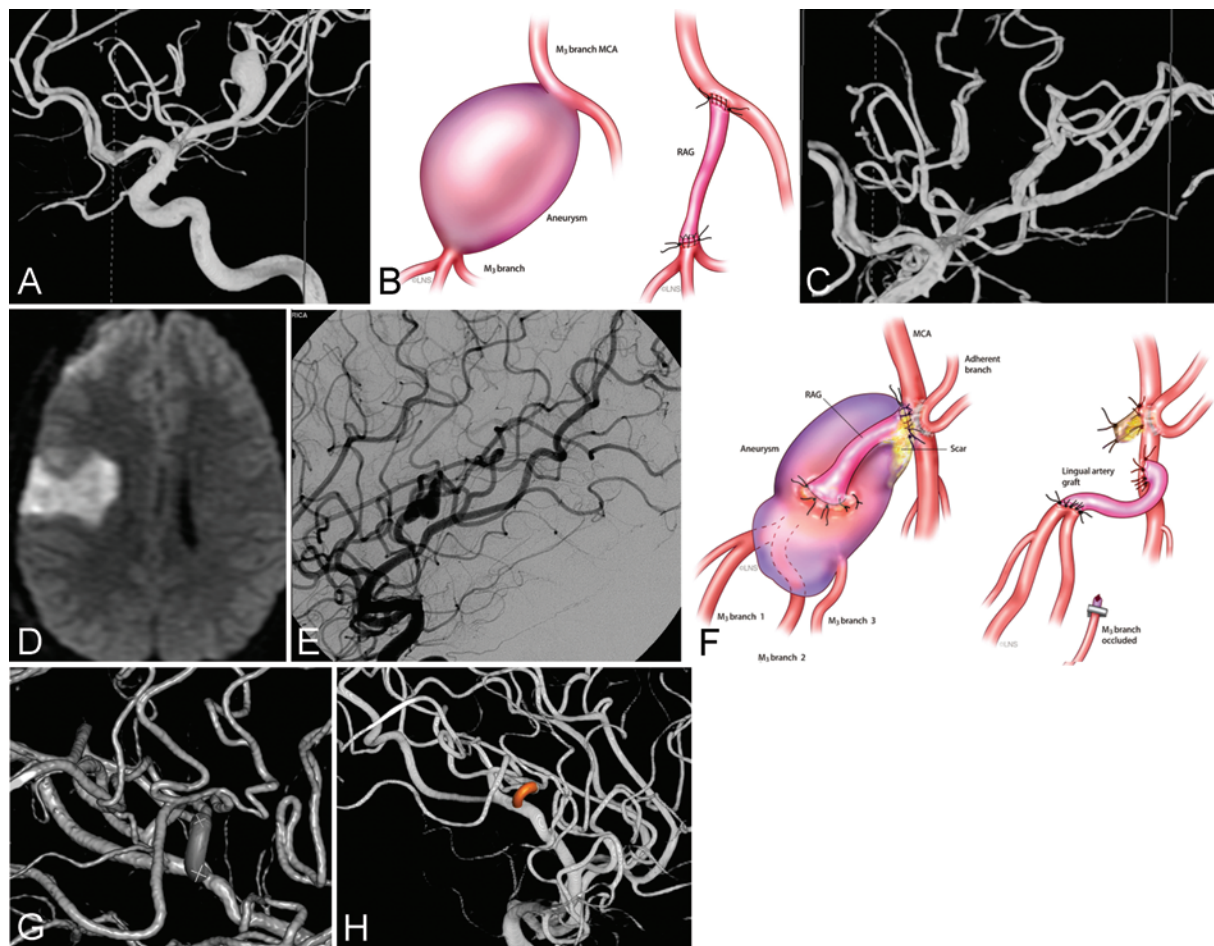 A
B
M3 branch MCA
Aneurysm
M3 branch
©LNS
RAG
©LNS
C
D
RICA
E
F
MCA
Adherent
branch
RAG
Aneurysm
Scar
©LNS
M3 branch 1
M3 branch 2
M3 branch 3
Lingual artery
graft
M3 branch
occluded
©LNS
G
H